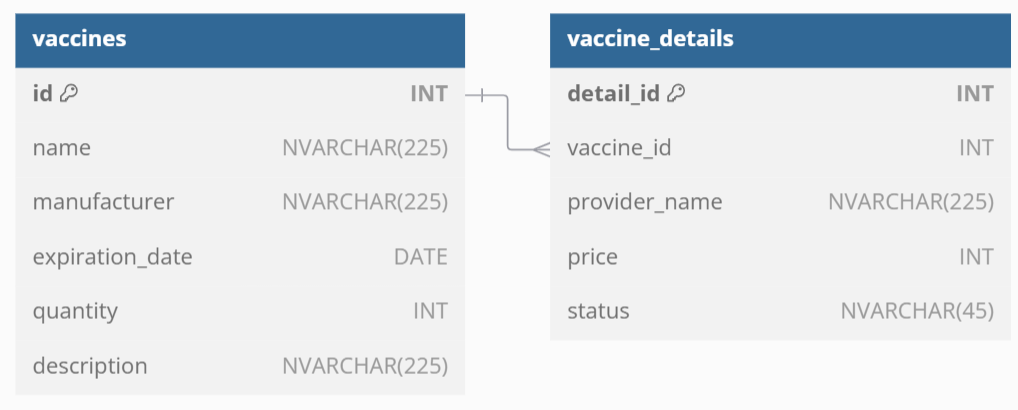 vaccines
id INT
name NVARCHAR(225)
manufacturer NVARCHAR(225)
expiration_date DATE
quantity INT
description NVARCHAR(225)
vaccine_details
detail_id INT
vaccine_id INT
provider_name NVARCHAR(225)
price INT
status NVARCHAR(45)